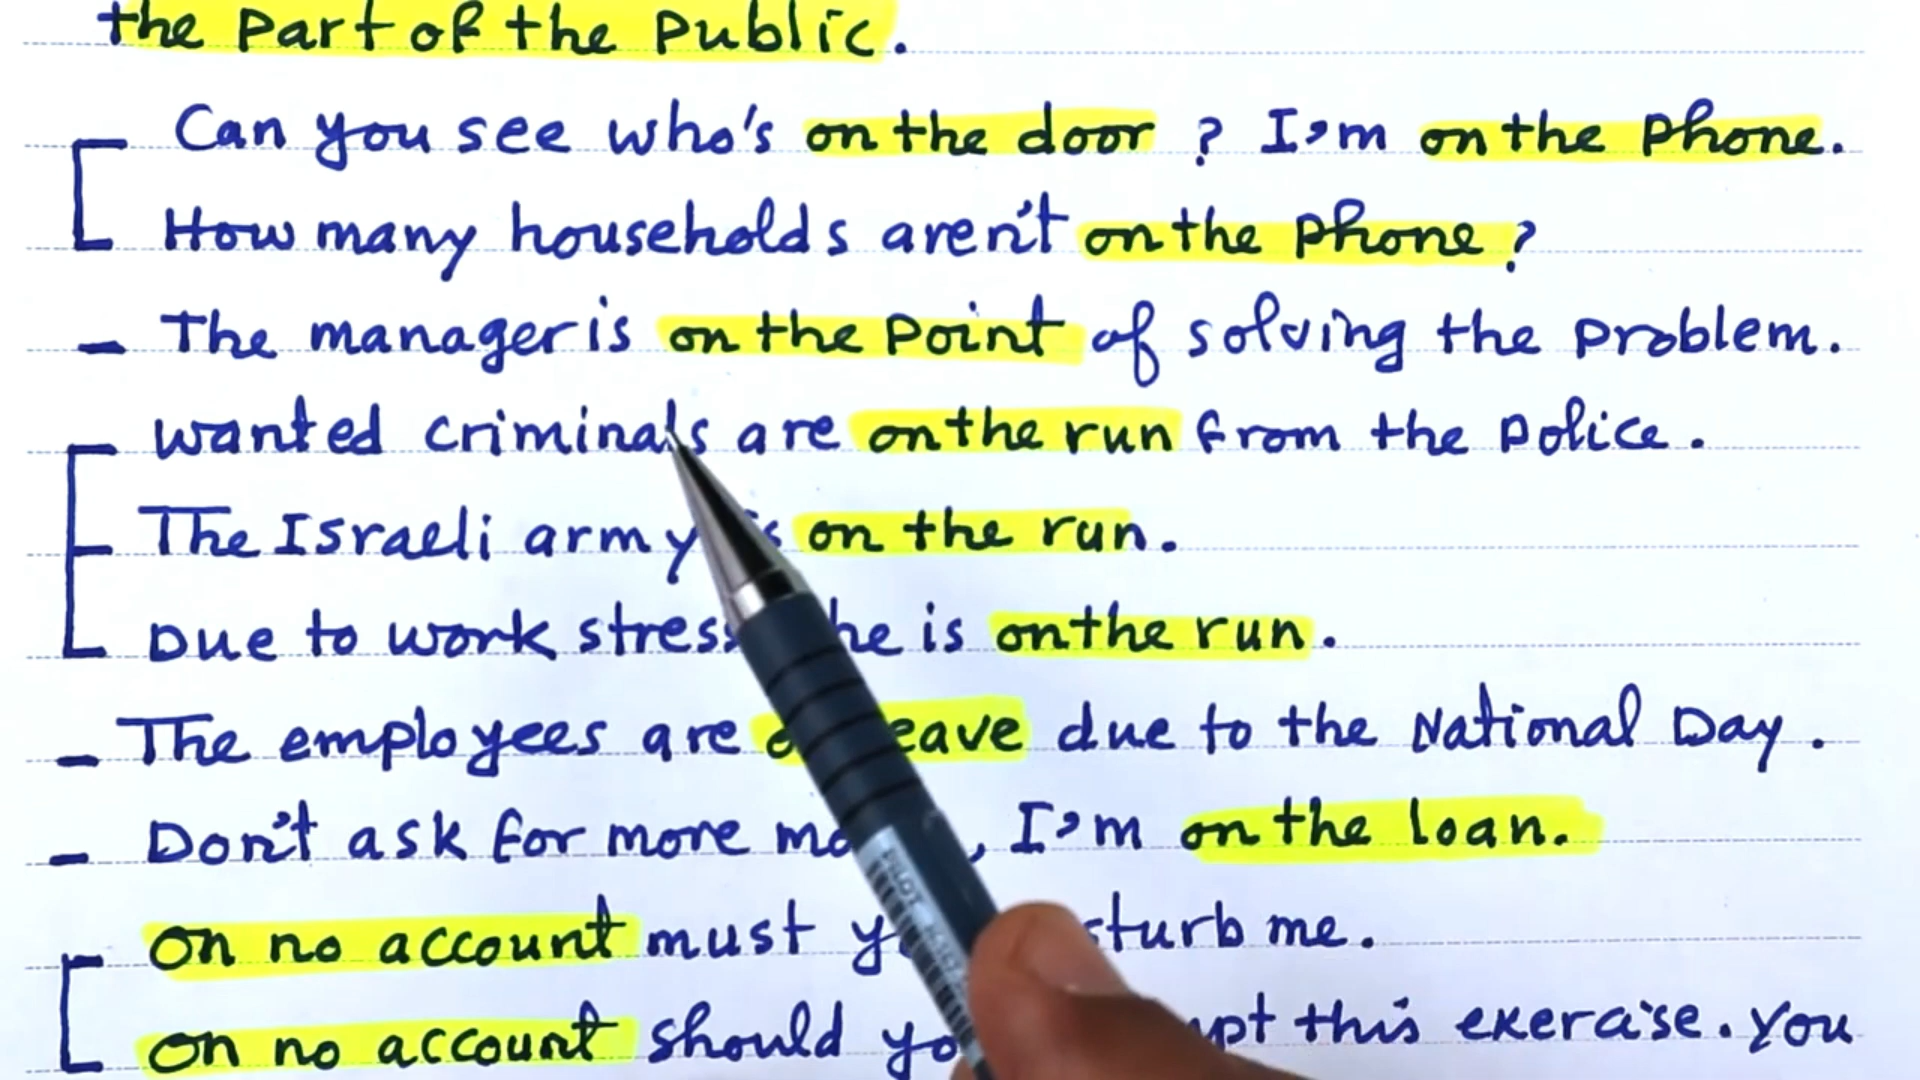 the part of the public.
Can you see who's on the door? I'm on the phone.
How many households aren't on the phone?
The manager is on the point of solving the problem.
wanted criminals are on the run from the police.
The Israeli army is on the run.
Due to work stress he is on the run.
The employees are leave due to the National Day.
Don't ask for more , I'm on the loan.
on no account must me.
on no account should this exercise. you